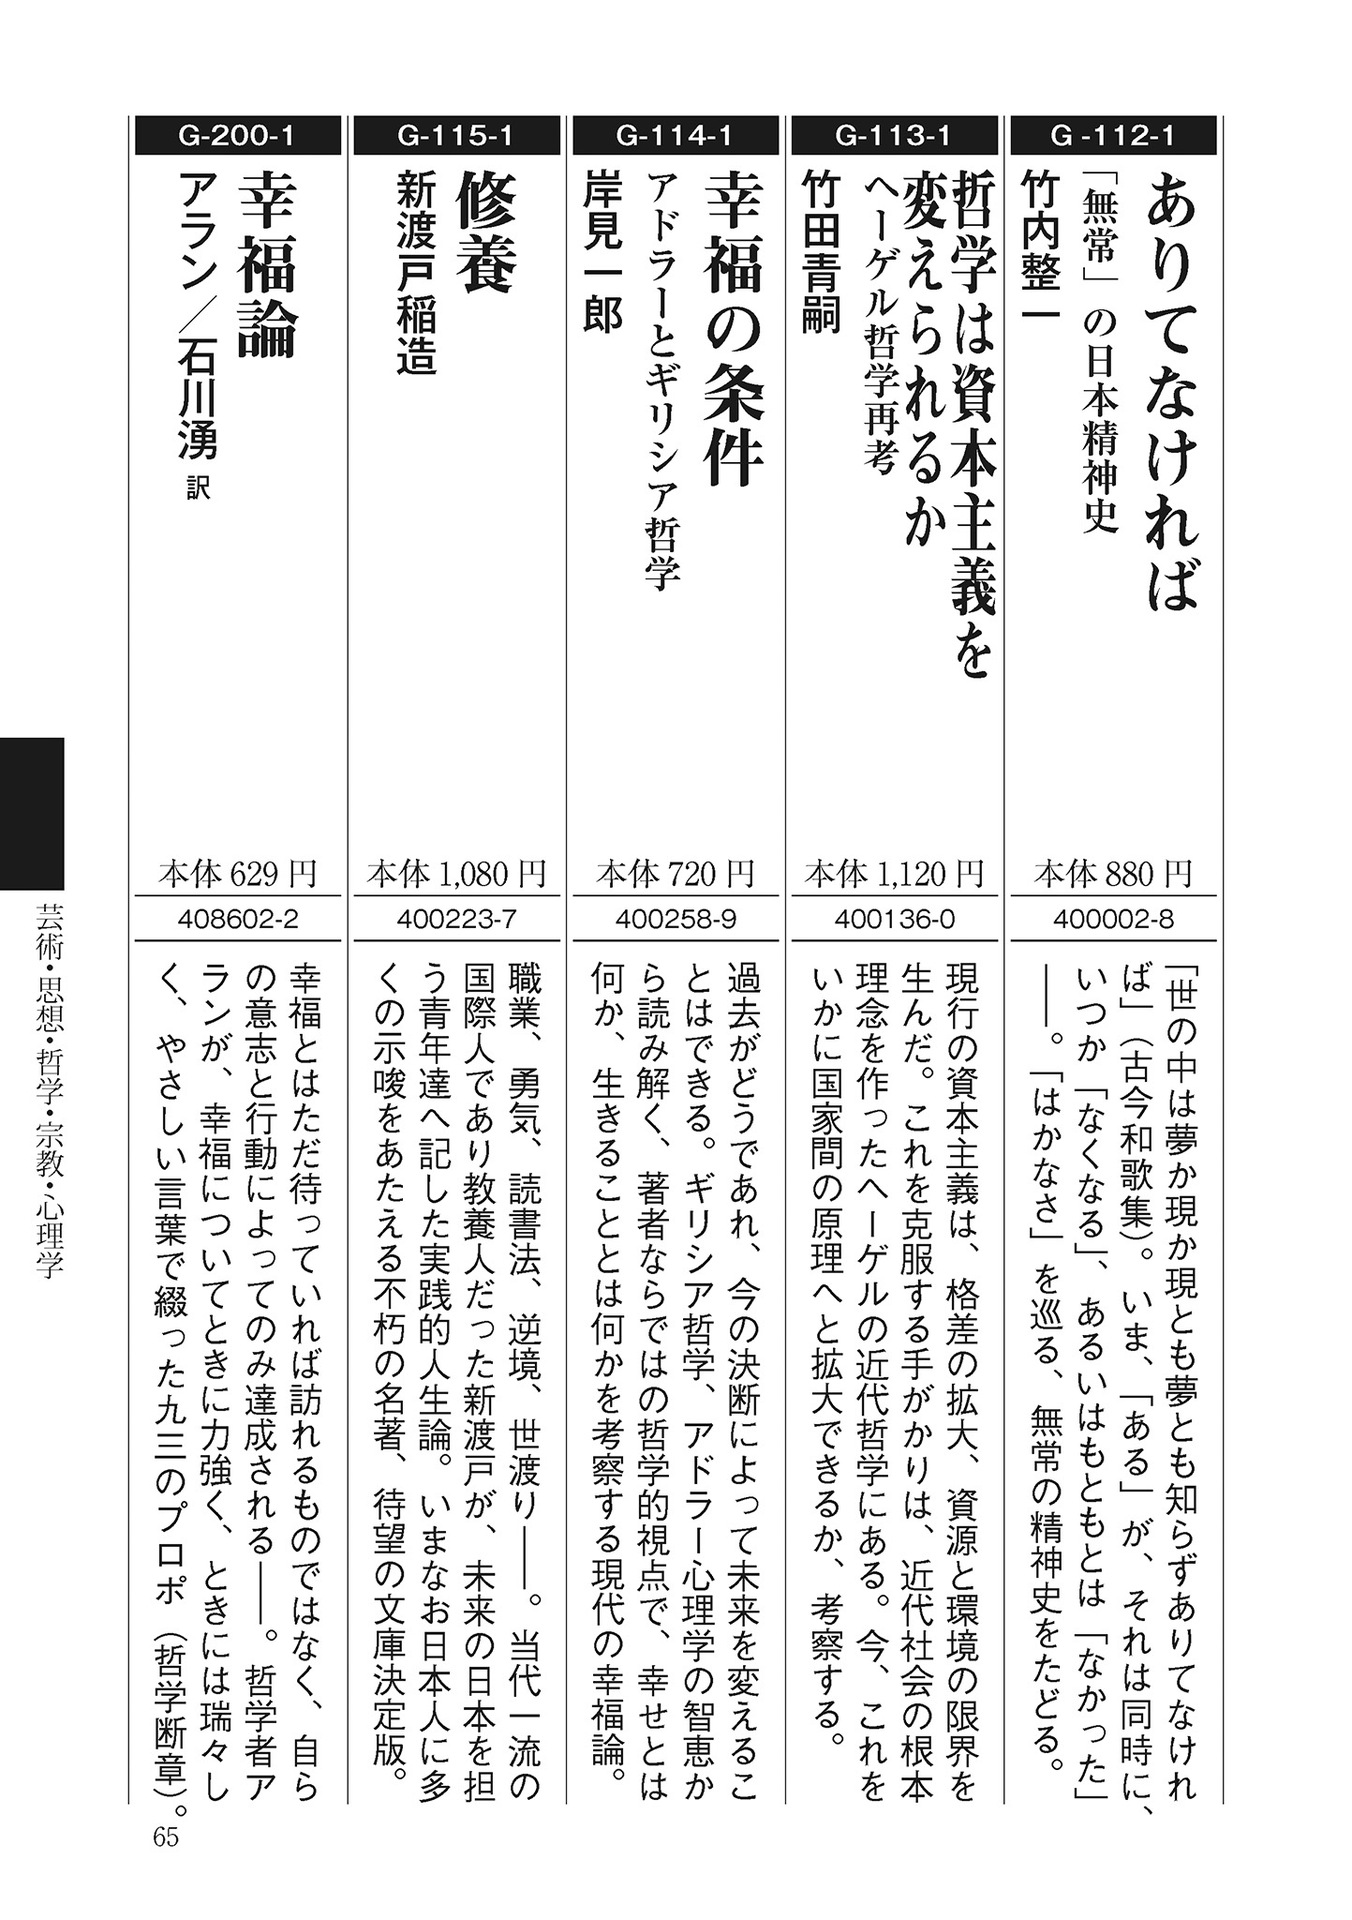 G-112-1
ありてなければ
「無常」の日本精神史
竹内整一
本体880円
400002-8
「世の中は夢か現か現とも夢とも知らずありてなけれ
ば」（古今和歌集）。いま、「ある」が、それは同時に、
いつか「なくなる」、あるいはもともとは「なかった」
――。「はかなさ」を巡る、無常の精神史をたどる。
G-113-1
哲学は資本主義を
変えられるか
ヘーゲル哲学再考
竹田青嗣
本体1,120円
400136-0
現行の資本主義は、格差の拡大、資源と環境の限界を
生んだ。これを克服する手がかりは、近代社会の根本
理念を作ったヘーゲルの近代哲学にある。今、これを
いかに国家間の原理へと拡大できるか、考察する。
G-114-1
幸福の条件
アドラーとギリシア哲学
岸見一郎
本体720円
400258-9
過去がどうであれ、今の決断によって未来を変えるこ
とはできる。ギリシア哲学、アドラー心理学の智恵か
ら読み解く、著者ならではの哲学的視点で、幸せとは
何か、生きることとは何かを考察する現代の幸福論。
G-115-1
修養
新渡戸稲造
本体1,080円
400223-7
職業、勇気、読書法、逆境、世渡り――。当代一流の
国際人であり教養人だった新渡戸が、未来の日本を担
う青年達へ記した実践的人生論。いまなお日本人に多
くの示唆をあたえる不朽の名著、待望の文庫決定版。
G-200-1
幸福論
アラン／石川湧 訳
本体629円
408602-2
幸福とはただ待っていれば訪れるものではなく、自ら
の意志と行動によってのみ達成される――。哲学者ア
ランが、幸福についてときに力強く、ときには瑞々し
く、やさしい言葉で綴った九三のプロポ（哲学断章）。
芸術・思想・哲学・宗教・心理学
65